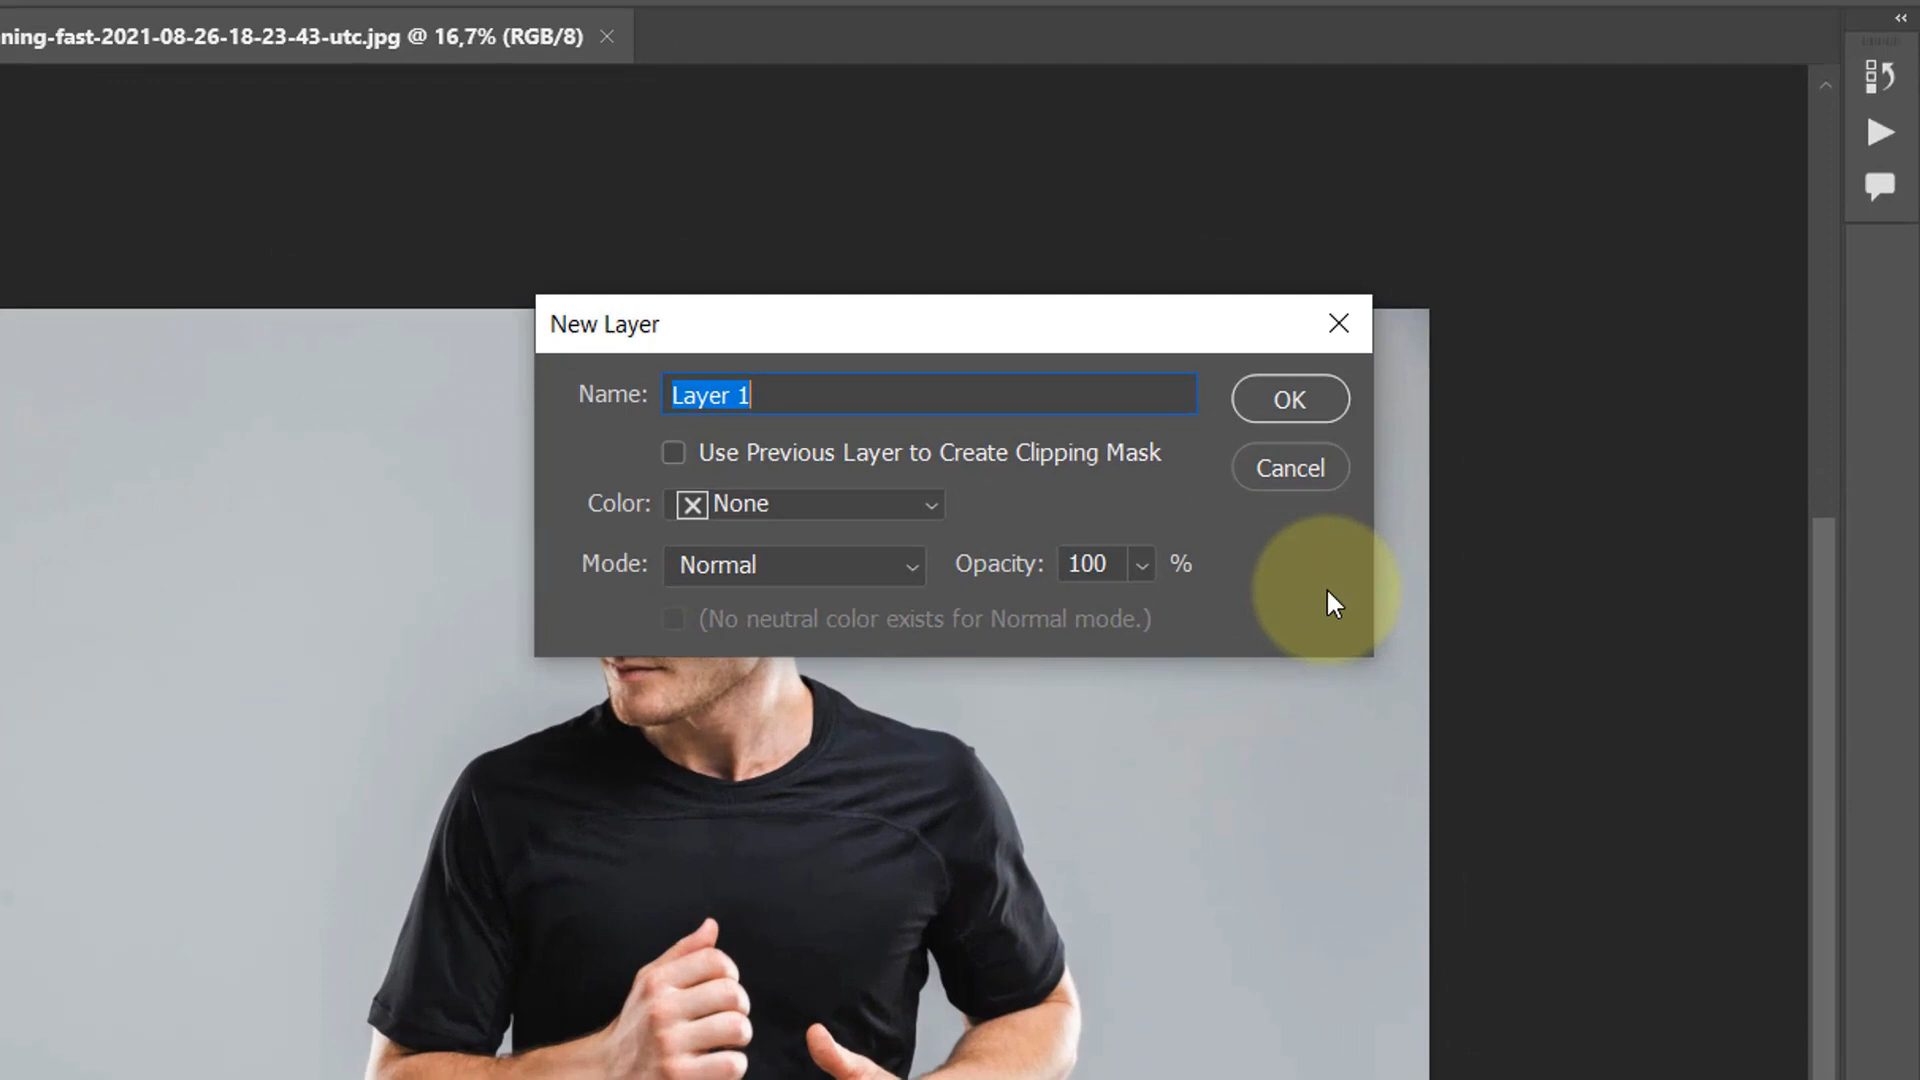 ning-fast-2021-08-26-18-23-43-utc.jpg @ 16,7% (RGB/8)
New Layer
Name: Layer 1
OK
Use Previous Layer to Create Clipping Mask
Cancel
Color: None
Mode: Normal Opacity: 100 %
(No neutral color exists for Normal mode.)